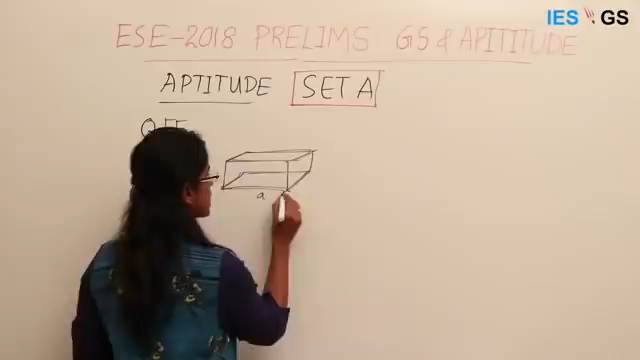 IES GS
ESE-2018 PRELIMS GS & APTITUDE
APTITUDE SET A
a